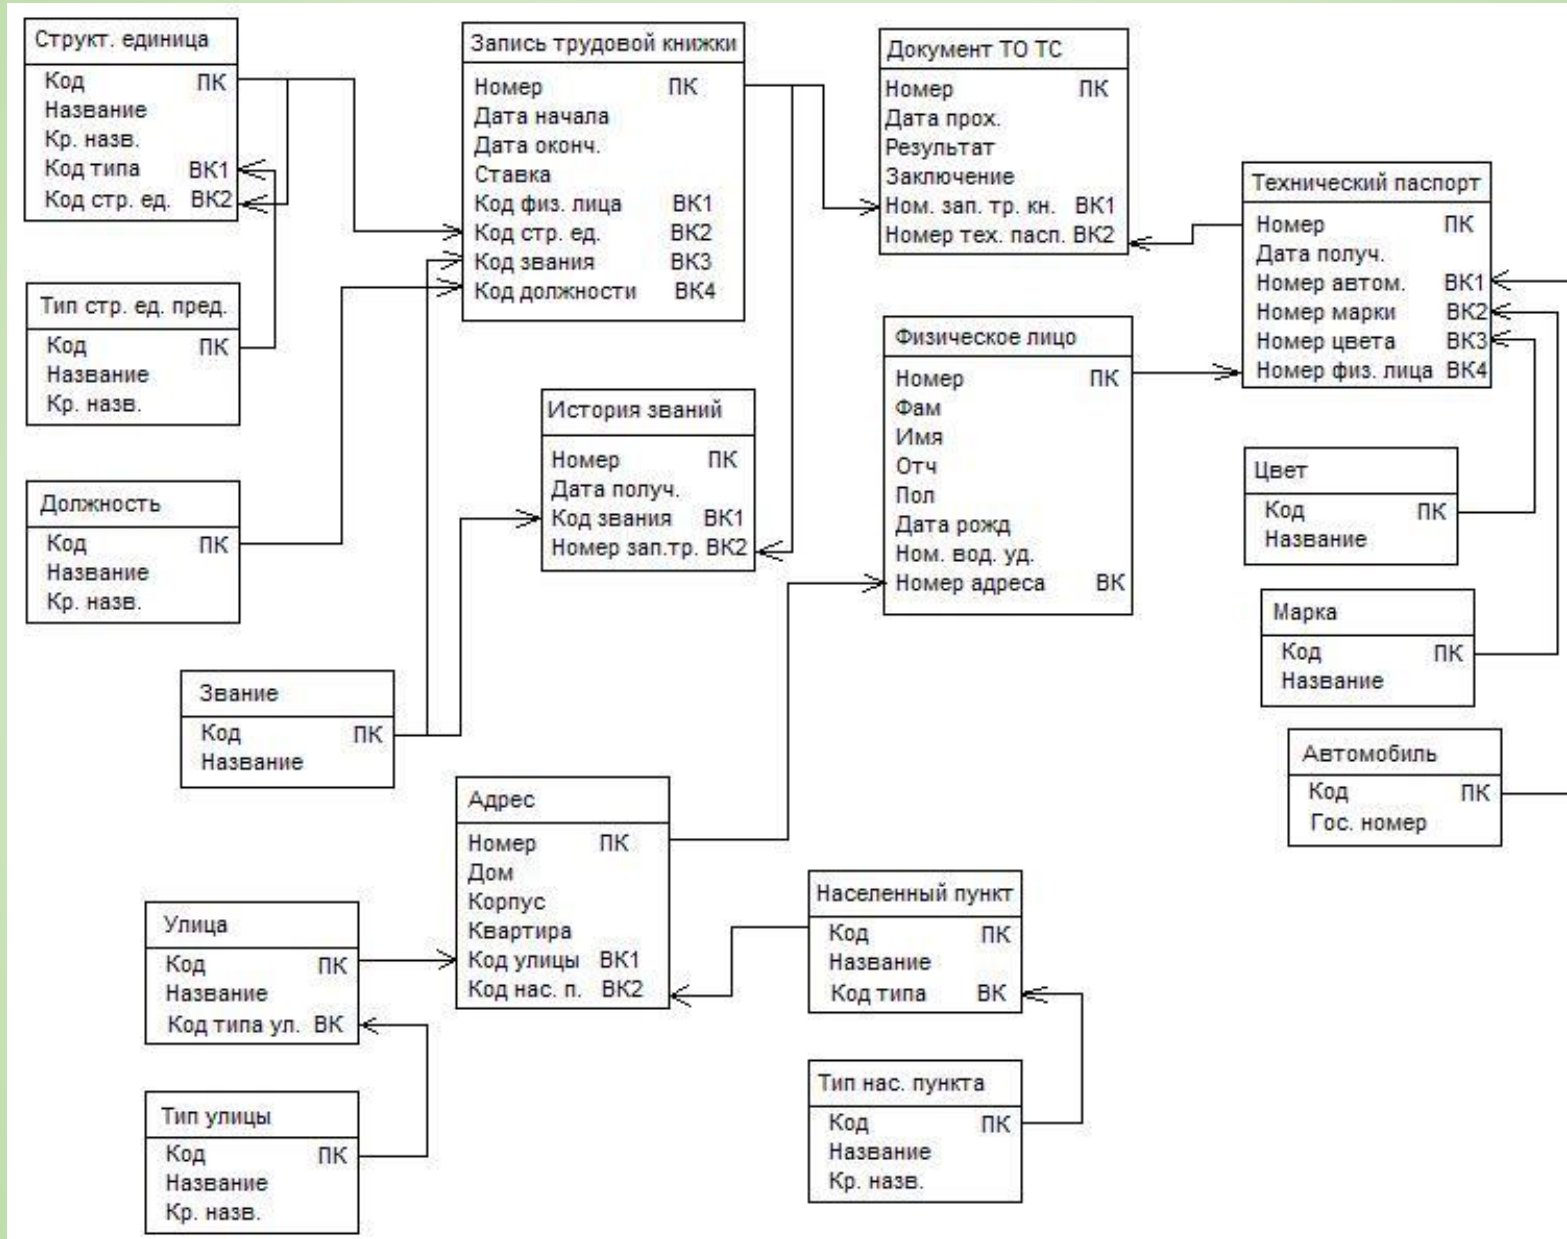 Структ. единица
Код ПК
Название
Кр. назв.
Код типа ВК1
Код стр. ед. ВК2
Тип стр. ед. пред.
Код ПК
Название
Кр. назв.
Должность
Код ПК
Название
Кр. назв.
Запись трудовой книжки
Номер ПК
Дата начала
Дата оконч.
Ставка
Код физ. лица ВК1
Код стр. ед. ВК2
Код звания ВК3
Код должности ВК4
История званий
Номер ПК
Дата получ.
Код звания ВК1
Номер зап.тр. ВК2
Звание
Код ПК
Название
Документ ТО ТС
Номер ПК
Дата прох.
Результат
Заключение
Ном. зап. тр. кн. ВК1
Номер тех. пасп. ВК2
Физическое лицо
Номер ПК
Фам
Имя
Отч
Пол
Дата рожд
Ном. вод. уд.
Номер адреса ВК
Технический паспорт
Номер ПК
Дата получ.
Номер автом. ВК1
Номер марки ВК2
Номер цвета ВК3
Номер физ. лица ВК4
Цвет
Код ПК
Название
Марка
Код ПК
Название
Автомобиль
Код ПК
Гос. номер
Адрес
Номер ПК
Дом
Корпус
Квартира
Код улицы ВК1
Код нас. п. ВК2
Улица
Код ПК
Название
Код типа ул. ВК
Тип улицы
Код ПК
Название
Кр. назв.
Населенный пункт
Код ПК
Название
Код типа ВК
Тип нас. пункта
Код ПК
Название
Кр. назв.